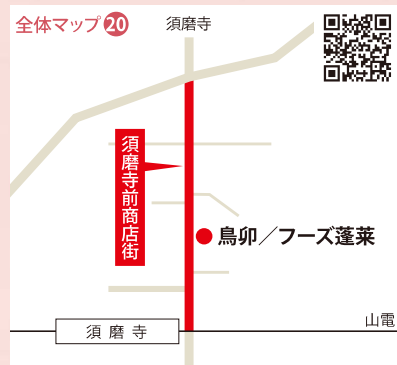 全体マップ 20
須磨寺
須磨寺前商店街
鳥卯／フーズ蓬莱
山電
須磨寺